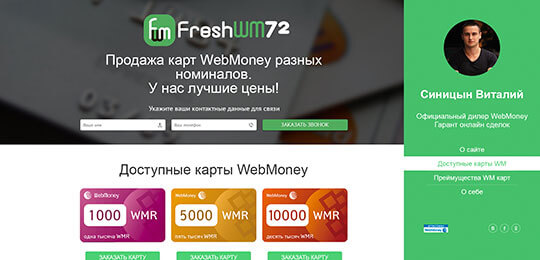 fwm FreshWM72
Продажа карт WebMoney разных
номиналов.
У нас лучшие цены!
Укажите ваши контактные данные для связи
Ваше имя
Ваш телефон
ЗАКАЗАТЬ ЗВОНОК
Доступные карты WebMoney
WebMoney
1000 WMR
одна тысяча WMR
WebMoney
5000 WMR
пять тысяч WMR
WebMoney
10000 WMR
десять тысяч WMR
ЗАКАЗАТЬ КАРТУ
ЗАКАЗАТЬ КАРТУ
ЗАКАЗАТЬ КАРТУ
Синицын Виталий
Официальный дилер WebMoney
Гарант онлайн сделок
О сайте
Доступные карты WM
Преимущества WM карт
О себе
WebMoney